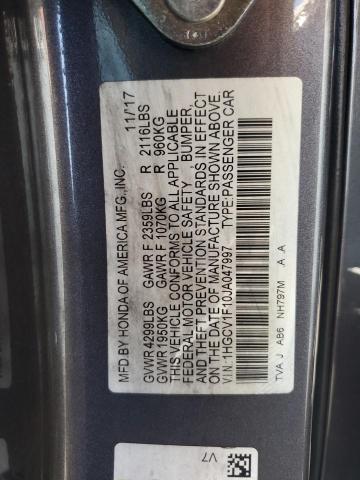 MFD BY HONDA OF AMERICA MFG.,INC. 11/17
GVWR 4299LBS GAWR F 2359LBS R 2116LBS
GVWR 1950KG GAWR F 1070KG R 960KG
THIS VEHICLE CONFORMS TO ALL APPLICABLE
FEDERAL MOTOR VEHICLE SAFETY, BUMPER,
AND THEFT PREVENTION STANDARDS IN EFFECT
ON THE DATE OF MANUFACTURE SHOWN ABOVE.
V.I.N.:1HGCV1F10JA047997 TYPE:PASSENGER CAR
TVA J AB6 NH797M .A .A
V7